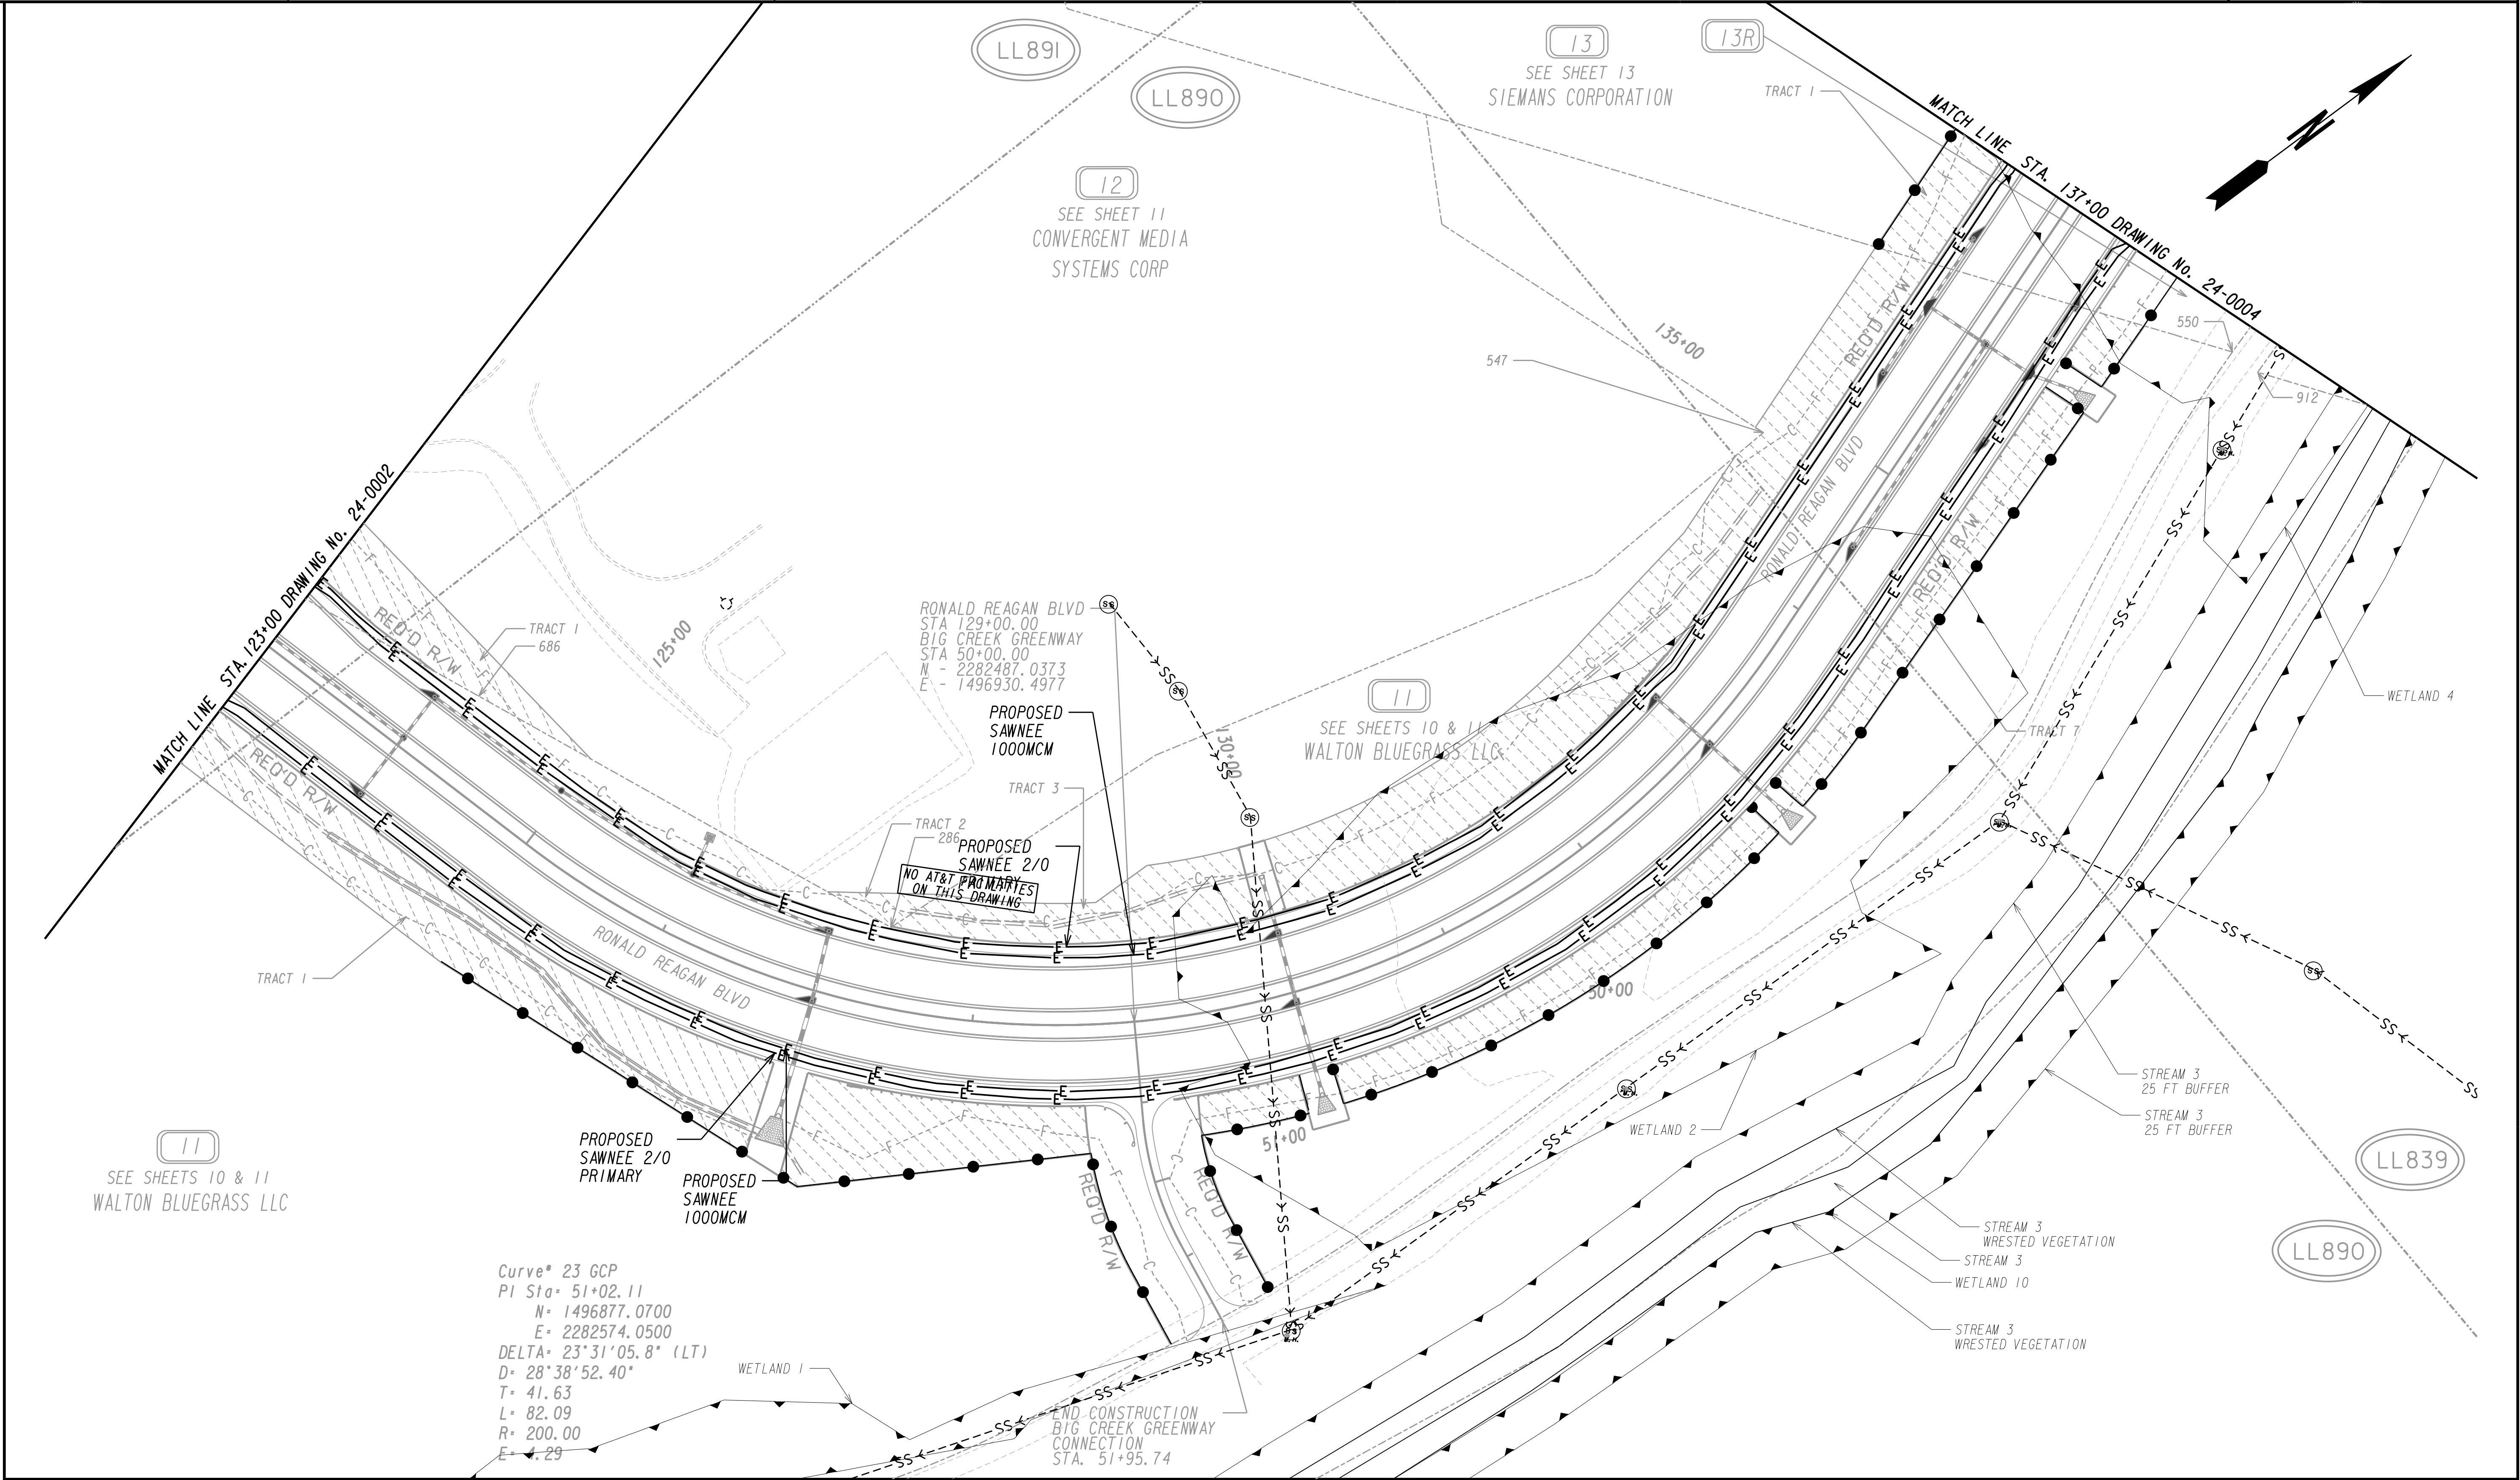 LL891
LL890
13
SEE SHEET 13
SIEMANS CORPORATION
13R
TRACT 1
MATCH LINE STA. 137+00 DRAWING No. 24-0004
N
12
SEE SHEET 11
CONVERGENT MEDIA
SYSTEMS CORP
550
912
547
135+00
REQ'D R/W
RONALD REAGAN BLVD
REQ'D R/W
MATCH LINE STA. 123+00 DRAWING No. 24-0002
REQ'D R/W
TRACT 1
686
125+00
RONALD REAGAN BLVD
STA 129+00.00
BIG CREEK GREENWAY
STA 50+00.00
N - 2282487.0373
E - 1496930.4977
PROPOSED
SAWNEE
1000MCM
130+00
11
SEE SHEETS 10 & 11
WALTON BLUEGRASS LLC
WETLAND 4
TRACT 7
REQ'D R/W
TRACT 3
TRACT 2
286
PROPOSED
SAWNEE 2/0
PRIMARY
NO AT&T FACILITIES
ON THIS DRAWING
RONALD REAGAN BLVD
TRACT 1
50+00
51+00
STREAM 3
25 FT BUFFER
STREAM 3
25 FT BUFFER
WETLAND 2
11
SEE SHEETS 10 & 11
WALTON BLUEGRASS LLC
PROPOSED
SAWNEE 2/0
PRIMARY
PROPOSED
SAWNEE
1000MCM
REQ'D R/W
REQ'D R/W
LL839
LL890
STREAM 3
WRESTED VEGETATION
STREAM 3
WETLAND 10
STREAM 3
WRESTED VEGETATION
Curve# 23 GCP
PI Sta= 51+02.11
N= 1496877.0700
E= 2282574.0500
DELTA= 23°31'05.8" (LT)
D= 28°38'52.40"
T= 41.63
L= 82.09
R= 200.00
E= 4.29
WETLAND 1
END CONSTRUCTION
BIG CREEK GREENWAY
CONNECTION
STA. 51+95.74